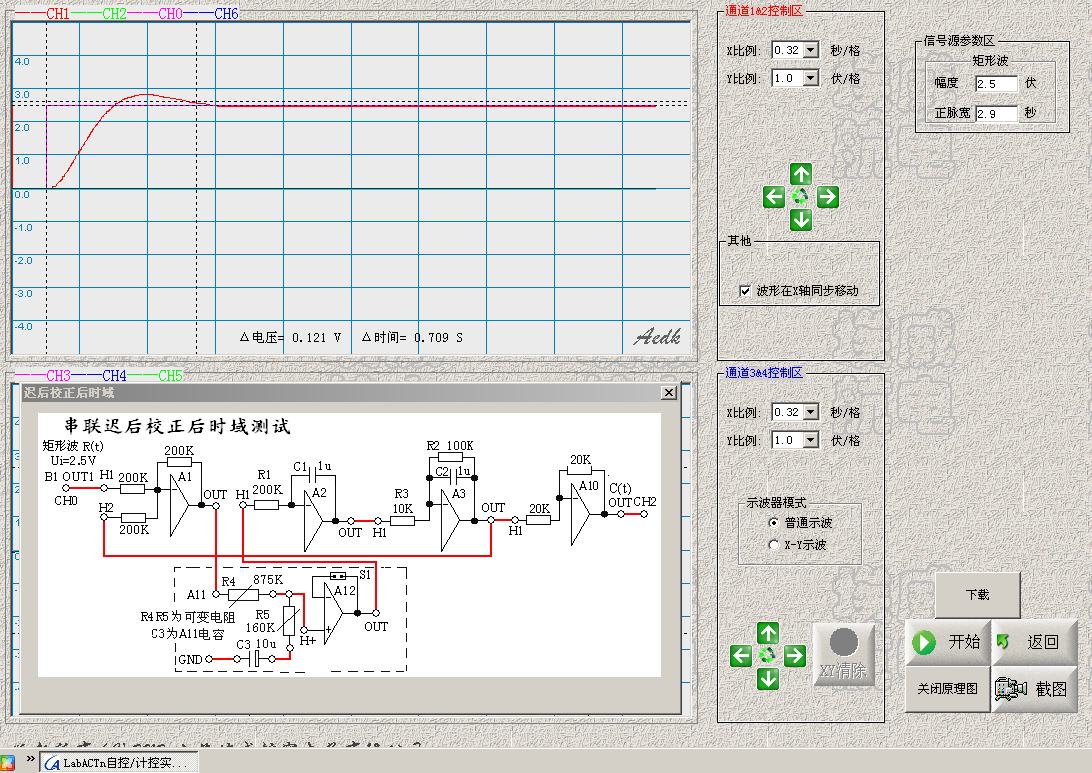 CH1 CH2 CH0 CH6
4.0
3.0
2.0
1.0
0.0
-1.0
-2.0
-3.0
-4.0
△电压= 0.121 V △时间= 0.709 S
Aedk
通道1&2控制区
X比例: 0.32 秒/格
Y比例: 1.0 伏/格
其他
波形在X轴同步移动
信号源参数区
矩形波
幅度 2.5 伏
正脉宽 2.9 秒
CH3 CH4 CH5
迟后校正后时域
串联迟后校正后时域测试
矩形波 R(t)
Ui=2.5V
B1 OUT1 H1 200K
CH0
H2
200K
200K
A1
OUT
H1
R1
200K
C1 1u
A2
OUT
H1
R3
10K
R2 100K
C2 1u
A3
OUT
H1
20K
20K
A10
C(t)
OUT CH2
A11
R4 875K
S1
A12
R4 R5为可变电阻
C3为A11电容
R5
160K
H+
OUT
GND
C3 10u
通道3&4控制区
X比例: 0.32 秒/格
Y比例: 1.0 伏/格
示波器模式
普通示波
X-Y示波
XY清除
下载
开始
返回
关闭原理图
截图
LabACTn自控/计控实...